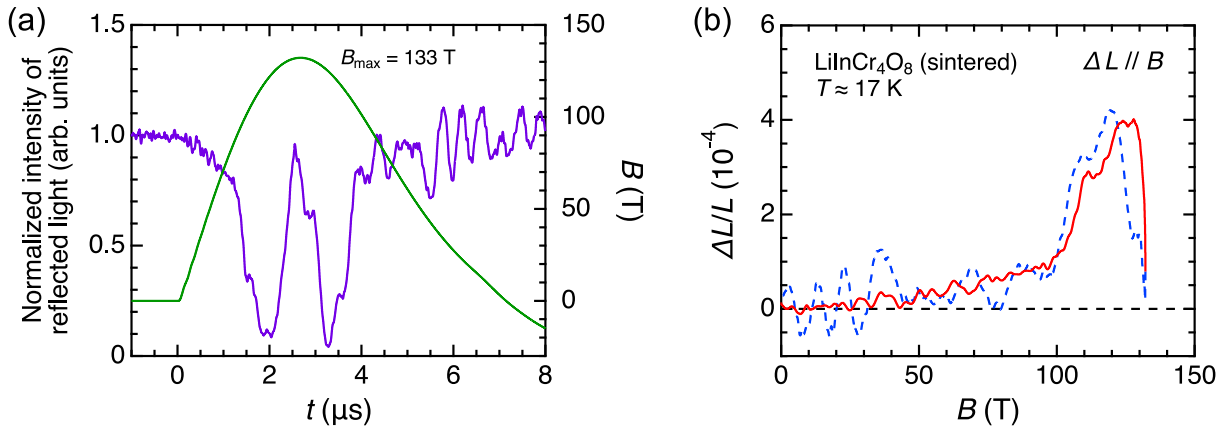 (a)
Normalized intensity of
reflected light (arb. units)
1.5
1.0
0.5
0
B max = 133 T
150
100
50
0
B (T)
0
2
4
6
8
t (μs)
(b)
ΔL/L (10⁻⁴)
6
4
2
0
LiInCr₄O₈ (sintered)
T ≈ 17 K
ΔL // B
0
50
100
150
B (T)